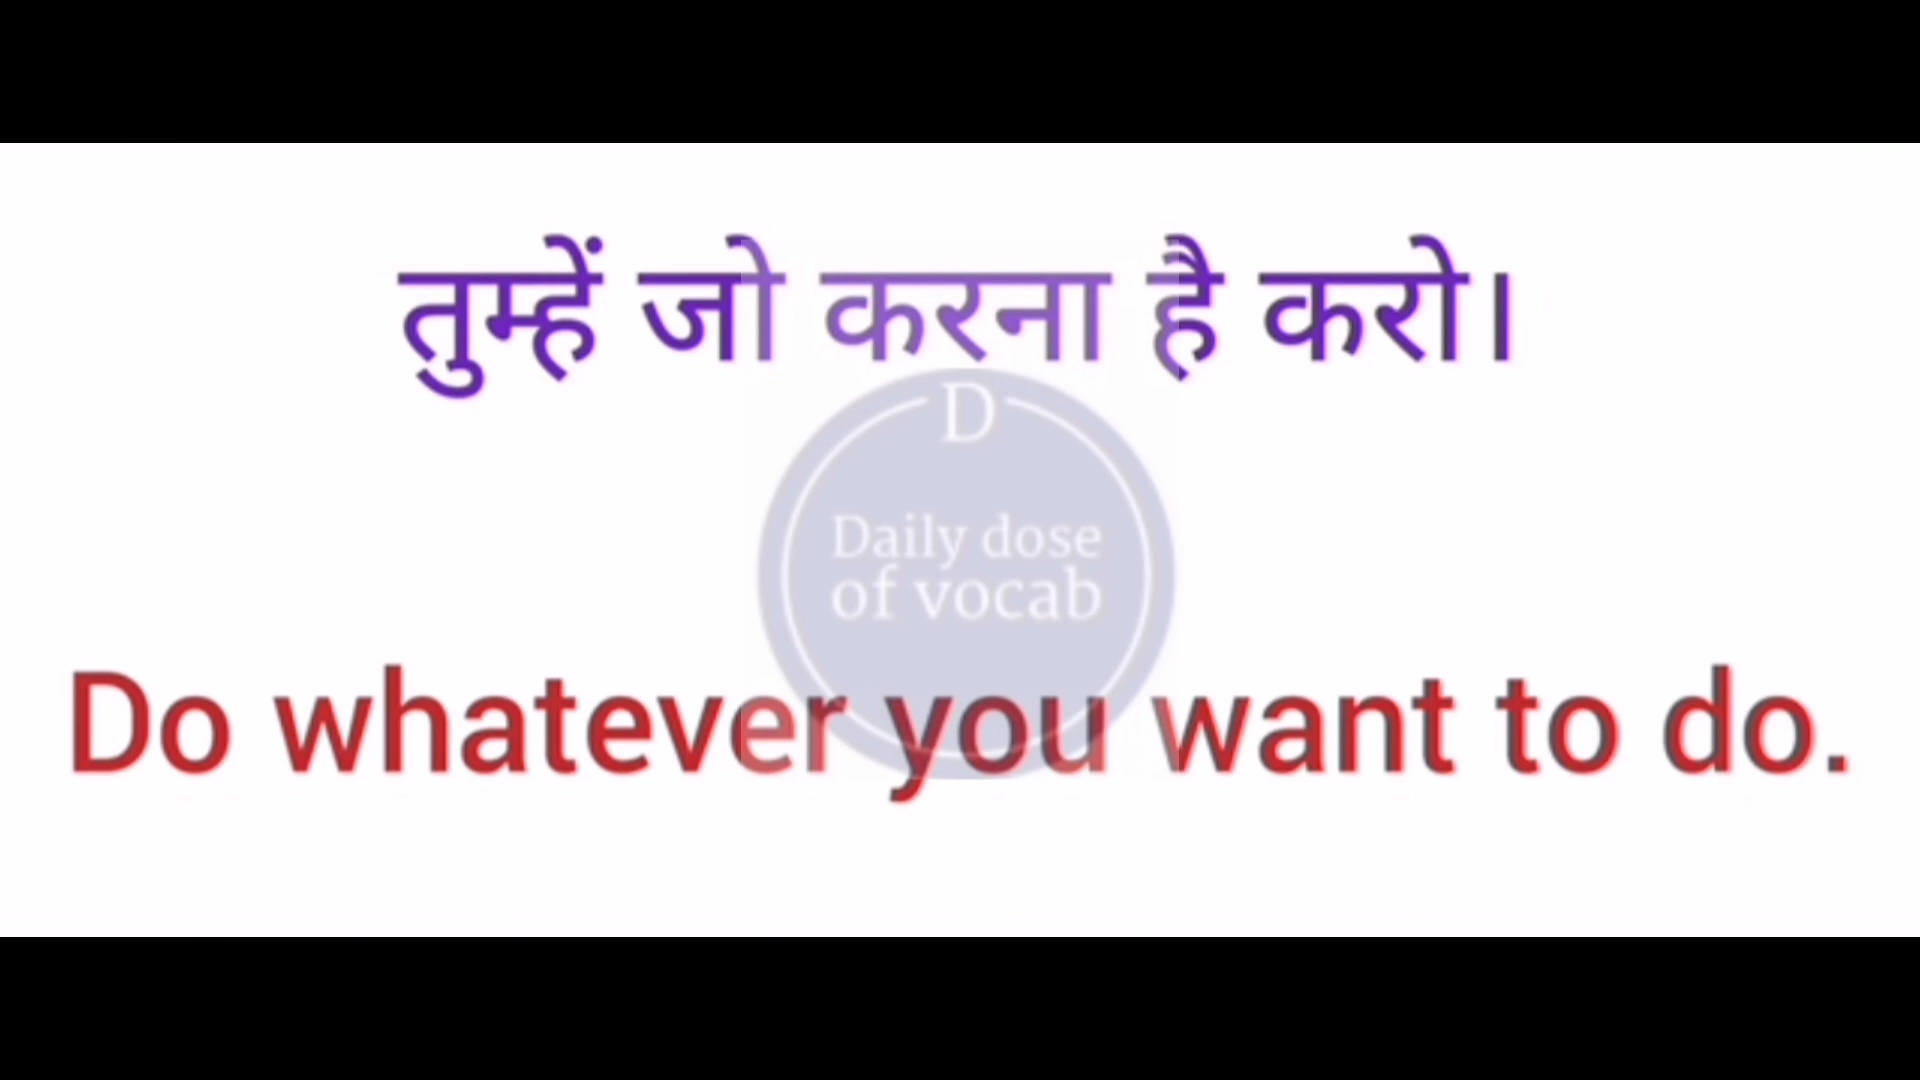 तुम्हें जो करना है करो।
D
Daily dose
of vocab
Do whatever you want to do.